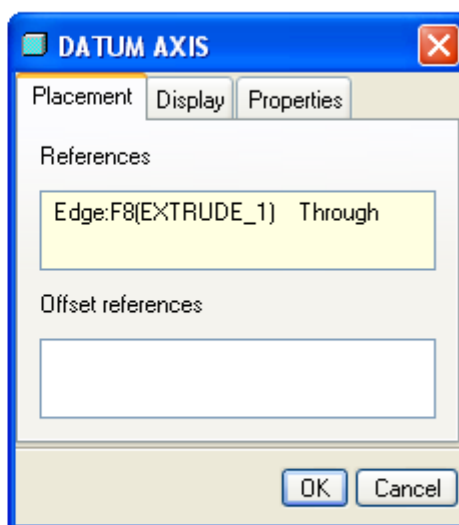 DATUM AXIS
Placement Display Properties
References
Edge:F8(EXTRUDE_1) Through
Offset references
OK Cancel